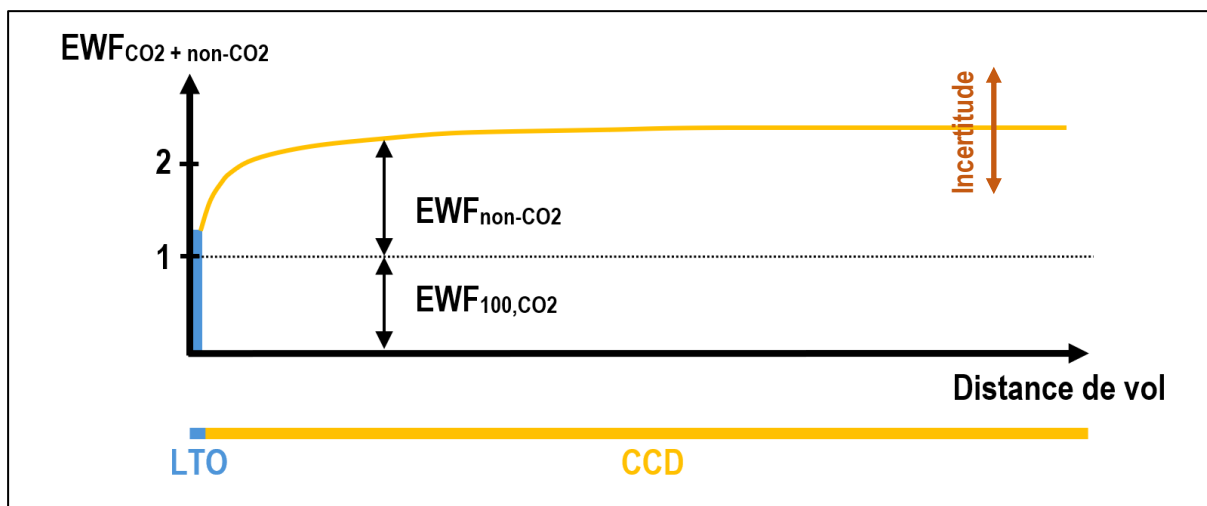 EWFCO2 + non-CO2
Incertitude
2
EWFnon-CO2
1
EWF100,CO2
Distance de vol
LTO
CCD